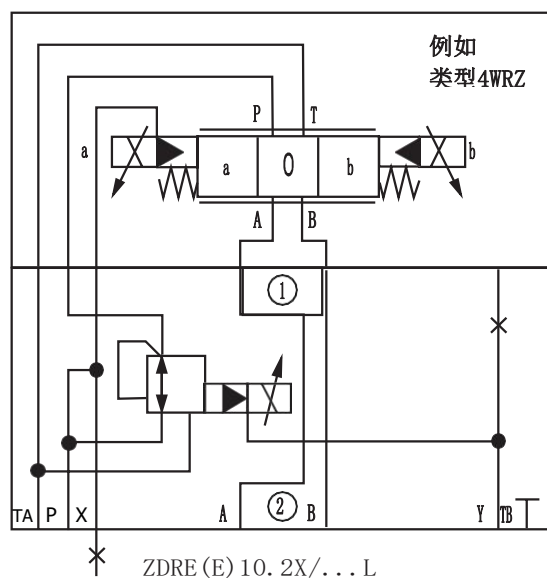 例如
类型4WRZ
P T
a a 0 b b
A B
①
②
TA P X A B Y TB
ZDRE(E)10.2X/...L